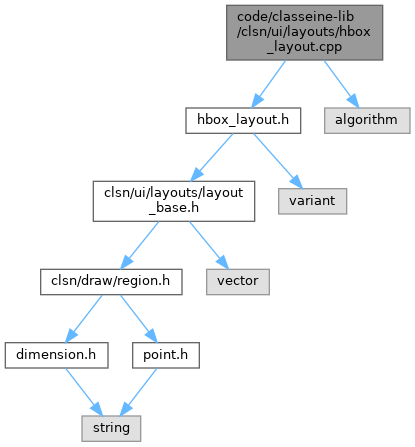 code/classeine-lib
/clsn/ui/layouts/hbox
_layout.cpp
hbox_layout.h
algorithm
clsn/ui/layouts/layout
_base.h
variant
clsn/draw/region.h
vector
dimension.h
point.h
string